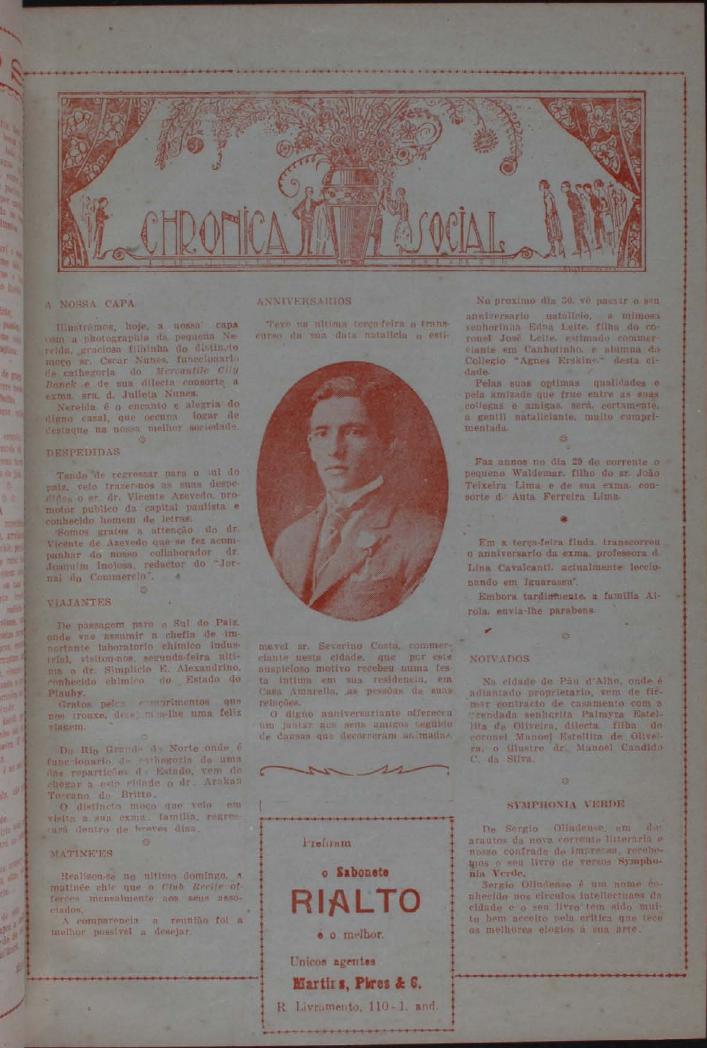 CHRONICA SOCIAL
A NOSSA CAPA
Illustrâmos, hoje, a nossa capa
com a photographia da pequena Ne-
reida, graciosa filhinha do distincto
moço sr. Oscar Nunes, funccionario
de cathegoria do Mercantile City
Banck e de sua dilecta consorte a
exma. sra. d. Julieta Nunes.
Nereida é o encanto e alegria do
digno casal, que occupa logar de
destaque na nossa melhor sociedade.
DESPEDIDAS
Tendo de regressar para o sul do
paiz, veio trazer-nos as suas despe-
didas o sr. dr. Vicente Azevedo, pro-
motor publico da capital paulista e
conhecido homem de letras.
Somos gratos a attenção do dr.
Vicente de Azevedo que se fez acom-
panhar do nosso collaborador dr.
Joaquim Inojosa, redactor do "Jor-
nal do Commercio".
VIAJANTES
De passagem para o Sul do Paiz,
onde vae assumir a chefia de im-
portante laboratorio chimico indus-
trial, visitou-nos, segunda-feira ulti-
ma o dr. Simplicio E. Alexandrino,
conhecido chimico do Estado do
Piauhy.
Gratos pelos cumprimentos que
nos trouxe, desejamos-lhe uma feliz
viagem.
Do Rio Grande do Norte onde é
funccionario de cathegoria de uma
das repartições do Estado, vem de
chegar a esta cidade o dr. Arakan
Toscano do Britto.
O distincto moço que veio em
visita a sua exma. familia, regres-
sará dentro de breves dias.
MATINE'ES
Realisou-se no ultimo domingo, a
matinée chic que o Club Recife of-
ferece mensalmente aos seus asso-
ciados.
A comparencia a reunião foi a
melhor possivel a desejar.
ANNIVERSARIOS
Teve na ultima terça-feira o trans-
curso da sua data natalicia o esti-
mavel sr. Severino Costa, commer-
ciante nesta cidade, que por este
auspicioso motivo recebeu numa fes-
ta intima em sua residencia, em
Casa Amarella, as pessôas de suas
relações.
O digno anniversariante offereceu
um jantar aos seus amigos seguido
de dansas que decorreram animadas.
Prefiram
o Sabonete
RIALTO
é o melhor.
Unicos agentes
Martins, Pires & C.
R. Livramento, 110-1. and.
No proximo dia 30, vê passar o seu
anniversario natalicio, a mimosa
senhorinha Edna Leite, filha do co-
ronel José Leite, estimado commer-
ciante em Canhotinho, e alumna do
Collegio "Agnes Erskine" desta ci-
dade.
Pelas suas optimas qualidades e
pela amizade que frue entre as suas
collegas e amigas, será, certamente,
a gentil nataliciante, muito cumpri-
mentada.
Faz annos no dia 29 do corrente o
pequeno Waldemar, filho do sr. João
Teixeira Lima e de sua exma. con-
sorte d. Auta Ferreira Lima.
Em a terça-feira finda, transcorreu
o anniversario da exma. professora d.
Lina Cavalcanti, actualmente leccio-
nando em Iguarassu'.
Embora tardiamente, a familia Ai-
rola, envia-lhe parabens.
NOIVADOS
Na cidade de Páu d'Alho, onde é
adiantado proprietario, vem de fir-
mar contracto de casamento com a
prendada senhorita Palmyra Estel-
lita de Oliveira, dilecta filha do
coronel Manoel Estellita de Olivei-
ra, o illustre dr. Manoel Candido
C. da Silva.
SYMPHONIA VERDE
De Sergio Olindense, um dos
arautos da nova corrente litteraria e
nosso confrade de imprensa, recebe-
mos o seu livro de versos Sympho-
nia Verde.
Sergio Olindense é um nome co-
nhecido nos circulos intellectuaes da
cidade e o seu livro tem sido mui-
to bem acceito pela critica que tece
os melhores elogios á sua arte.